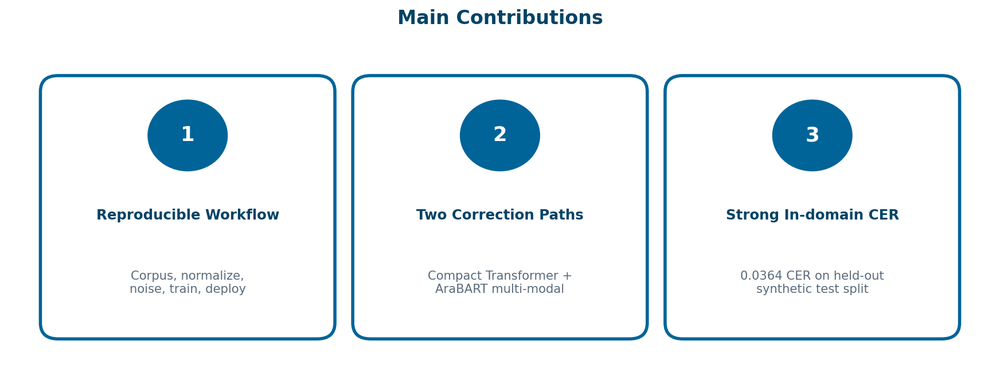 Main Contributions
1
Reproducible Workflow
Corpus, normalize,
noise, train, deploy
2
Two Correction Paths
Compact Transformer +
AraBART multi-modal
3
Strong In-domain CER
0.0364 CER on held-out
synthetic test split